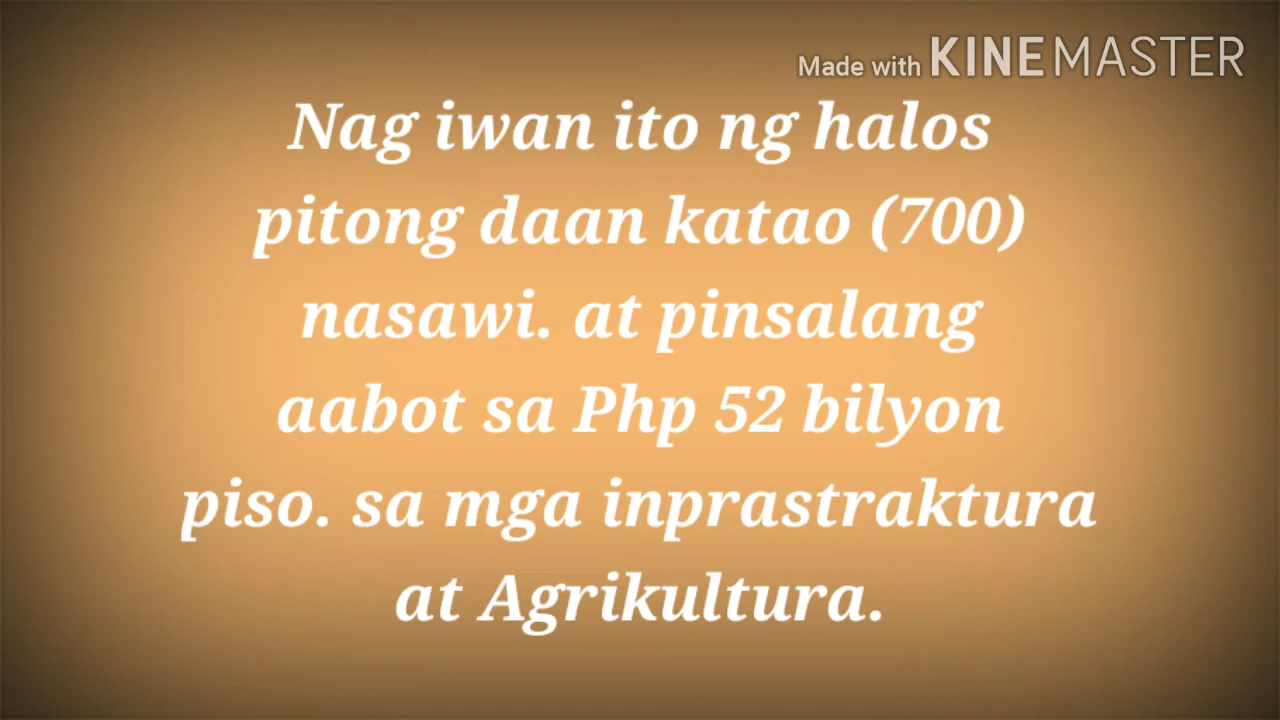 Made with KINEMASTER
Nag iwan ito ng halos
pitong daan katao (700)
nasawi. at pinsalang
aabot sa Php 52 bilyon
piso. sa mga inprastraktura
at Agrikultura.